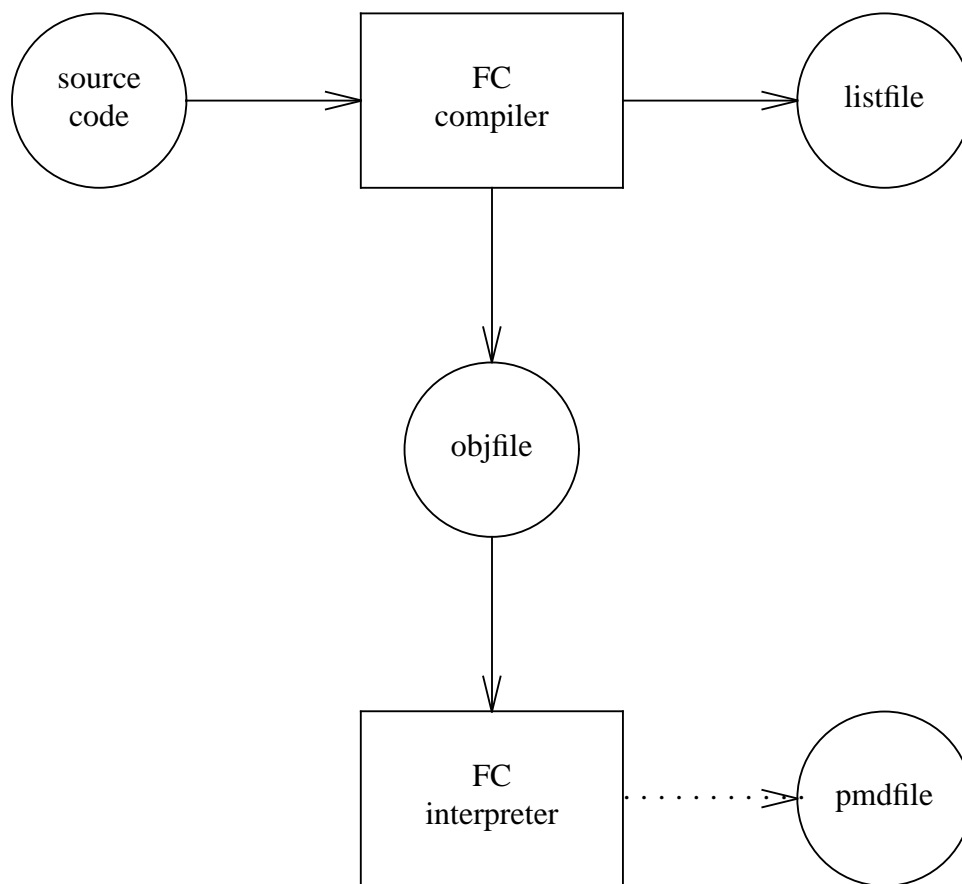 source
code
FC
compiler
listfile
objfile
FC
interpreter
pmdfile